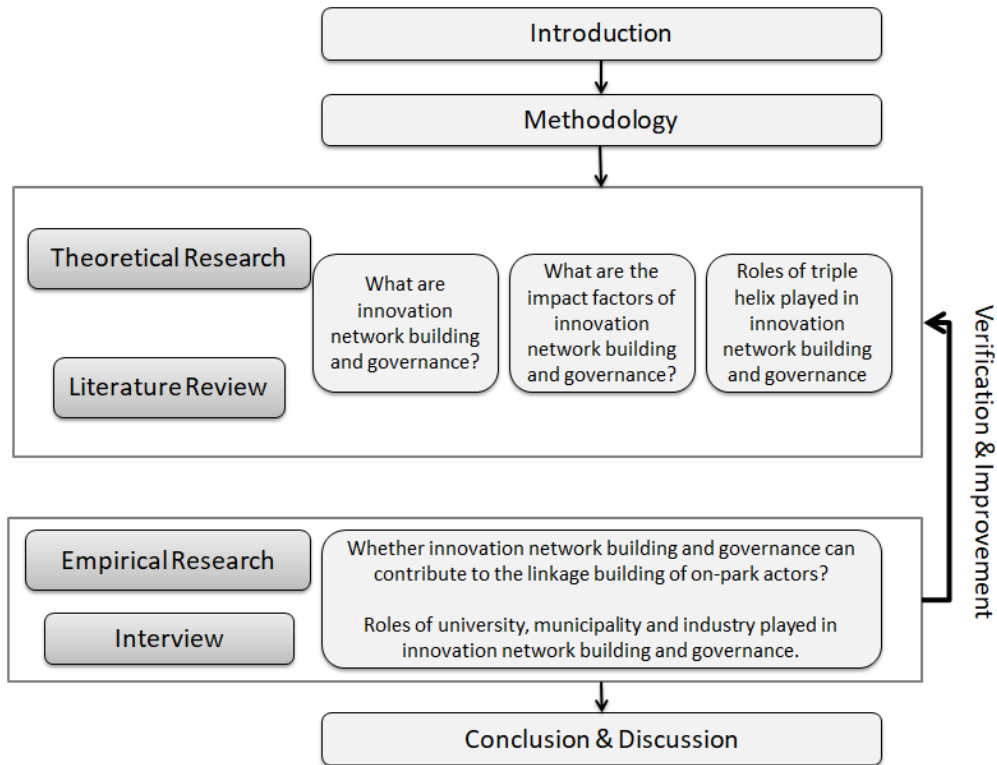 Introduction
Methodology
Theoretical Research
Literature Review
What are
innovation
network building
and governance?
What are the
impact factors of
innovation
network building
and governance?
Roles of triple
helix played in
innovation
network building
and governance
Verification & Improvement
Empirical Research
Interview
Whether innovation network building and governance can
contribute to the linkage building of on-park actors?
Roles of university, municipality and industry played in
innovation network building and governance.
Conclusion & Discussion